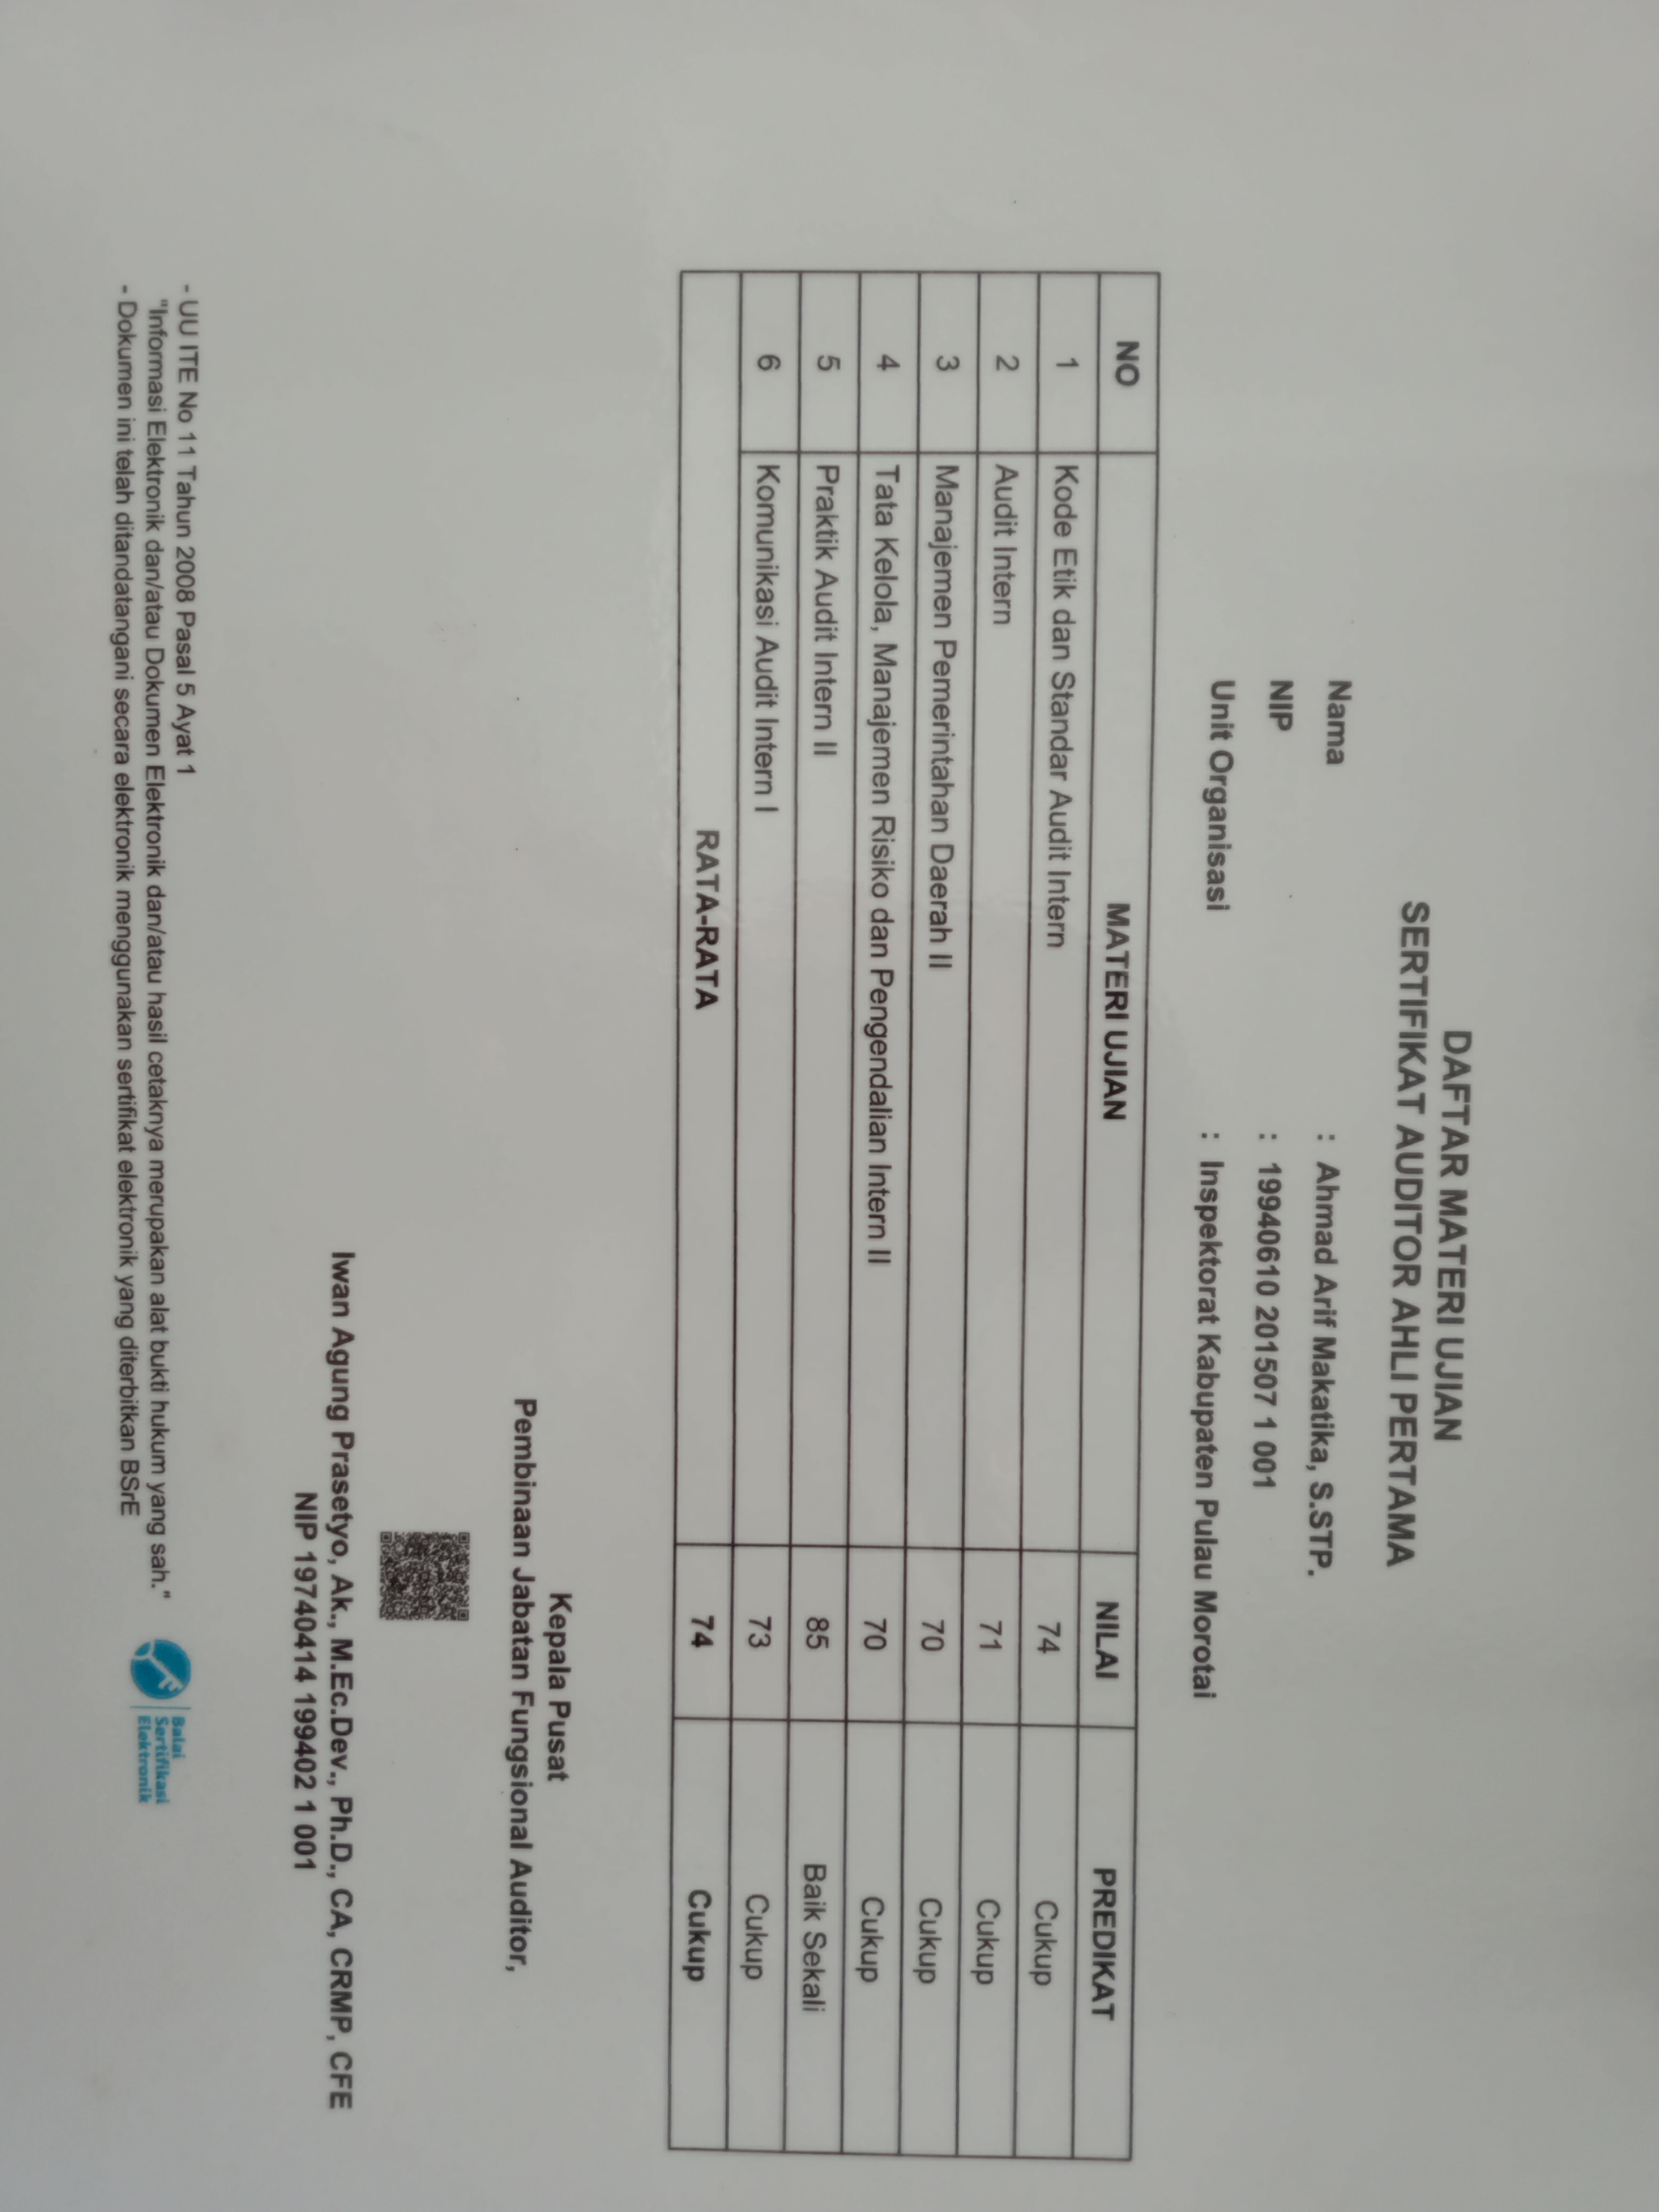 DAFTAR MATERI UJIAN
SERTIFIKAT AUDITOR AHLI PERTAMA
Nama : Ahmad Arif Makatika, S.STP.
NIP : 19940610 201507 1 001
Unit Organisasi : Inspektorat Kabupaten Pulau Morotai
NO MATERI UJIAN NILAI PREDIKAT
1 Kode Etik dan Standar Audit Intern 74 Cukup
2 Audit Intern 71 Cukup
3 Manajemen Pemerintahan Daerah II 70 Cukup
4 Tata Kelola, Manajemen Risiko dan Pengendalian Intern II 70 Cukup
5 Praktik Audit Intern II 85 Baik Sekali
6 Komunikasi Audit Intern I 73 Cukup
RATA-RATA 74 Cukup
Kepala Pusat
Pembinaan Jabatan Fungsional Auditor,
Iwan Agung Prasetyo, Ak., M.Ec.Dev., Ph.D., CA, CRMP, CFE
NIP 19740414 199402 1 001
- UU ITE No 11 Tahun 2008 Pasal 5 Ayat 1
"Informasi Elektronik dan/atau Dokumen Elektronik dan/atau hasil cetaknya merupakan alat bukti hukum yang sah."
- Dokumen ini telah ditandatangani secara elektronik menggunakan sertifikat elektronik yang diterbitkan BSrE
Balai
Sertifikasi
Elektronik